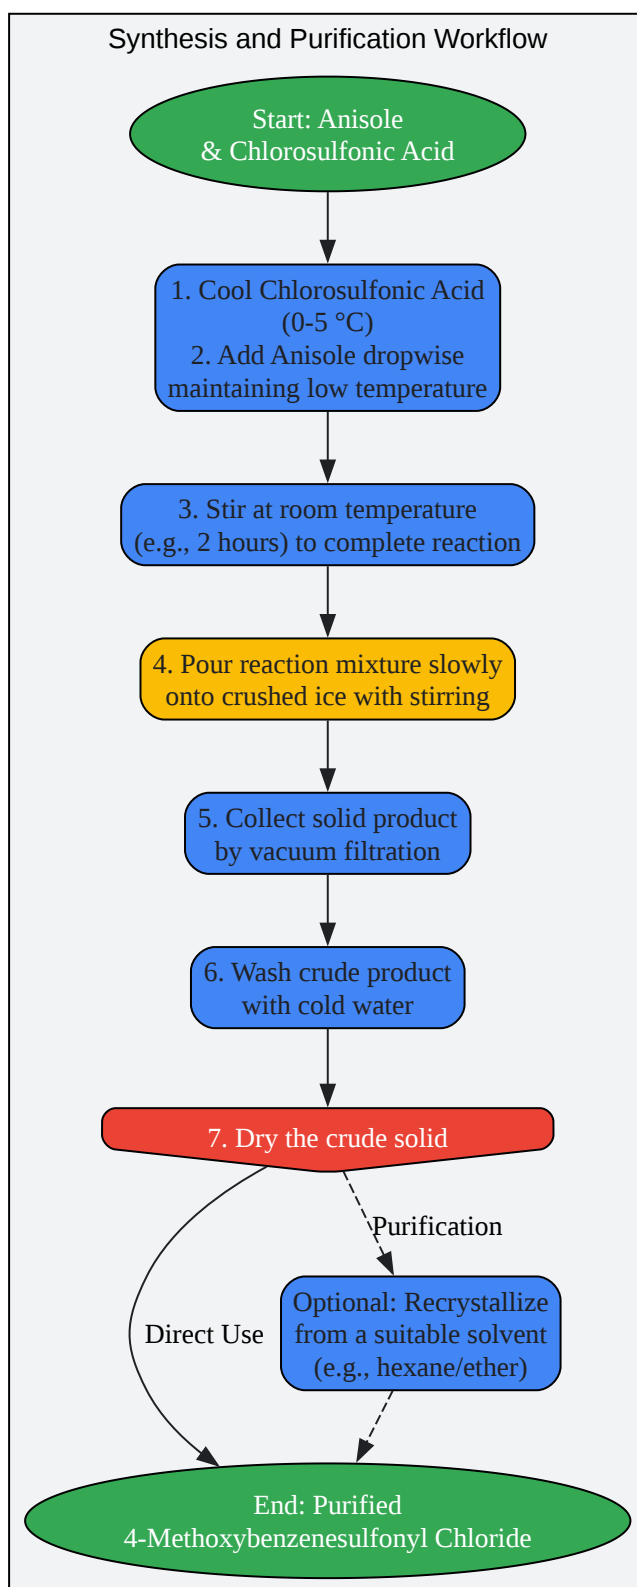 Synthesis and Purification Workflow
Start: Anisole
& Chlorosulfonic Acid
1. Cool Chlorosulfonic Acid
(0-5 °C)
2. Add Anisole dropwise
maintaining low temperature
3. Stir at room temperature
(e.g., 2 hours) to complete reaction
4. Pour reaction mixture slowly
onto crushed ice with stirring
5. Collect solid product
by vacuum filtration
6. Wash crude product
with cold water
7. Dry the crude solid
Purification
Direct Use
Optional: Recrystallize
from a suitable solvent
(e.g., hexane/ether)
End: Purified
4-Methoxybenzenesulfonyl Chloride